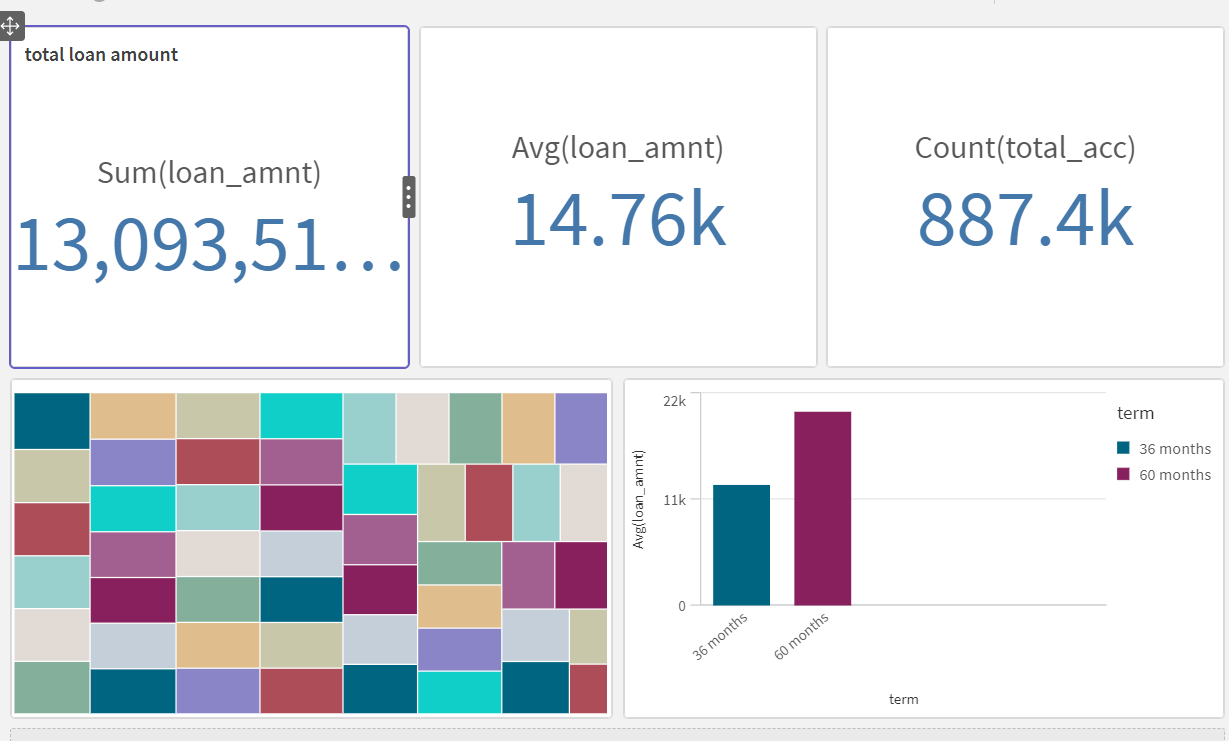 total loan amount
Sum(loan_amnt)
13,093,51...
Avg(loan_amnt)
14.76k
Count(total_acc)
887.4k
22k
11k
0
Avg(loan_amnt)
36 months
60 months
term
term
36 months
60 months